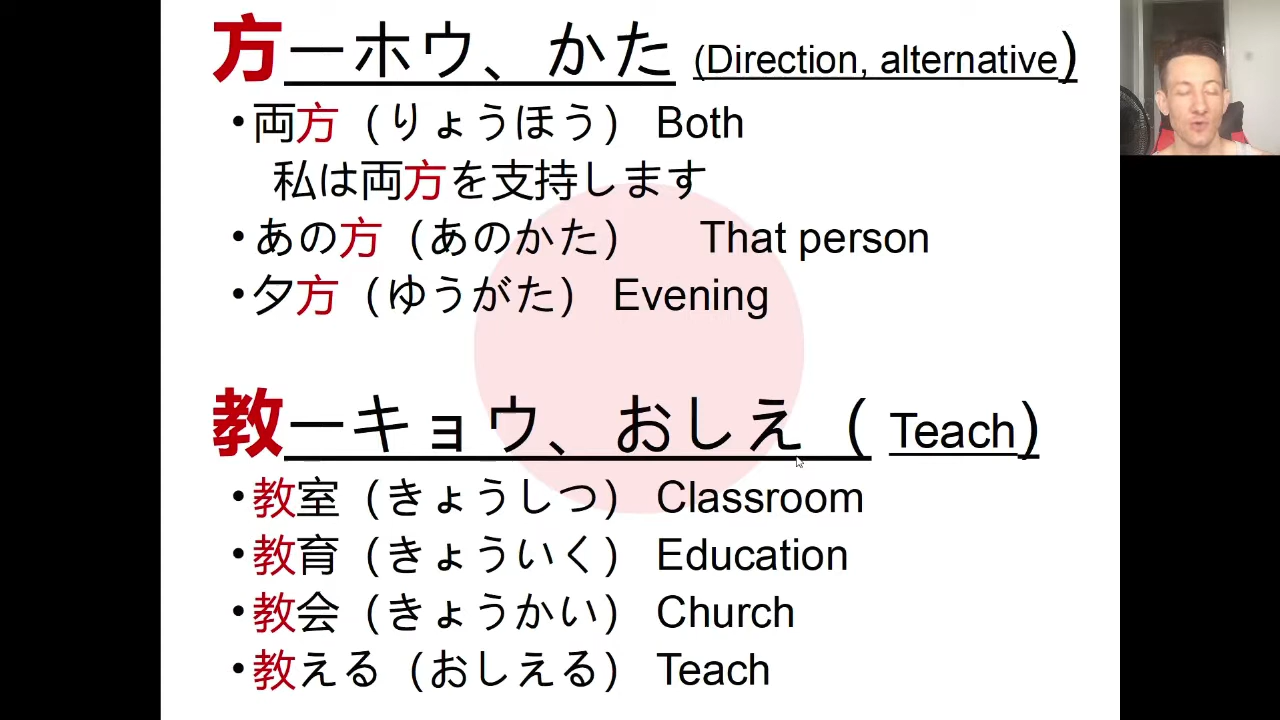 方ーホウ、かた (Direction, alternative)
•両方（りょうほう） Both
私は両方を支持します
•あの方（あのかた） That person
•夕方（ゆうがた） Evening
教ーキョウ、おしえ（ Teach)
•教室（きょうしつ） Classroom
•教育（きょういく） Education
•教会（きょうかい） Church
•教える（おしえる） Teach